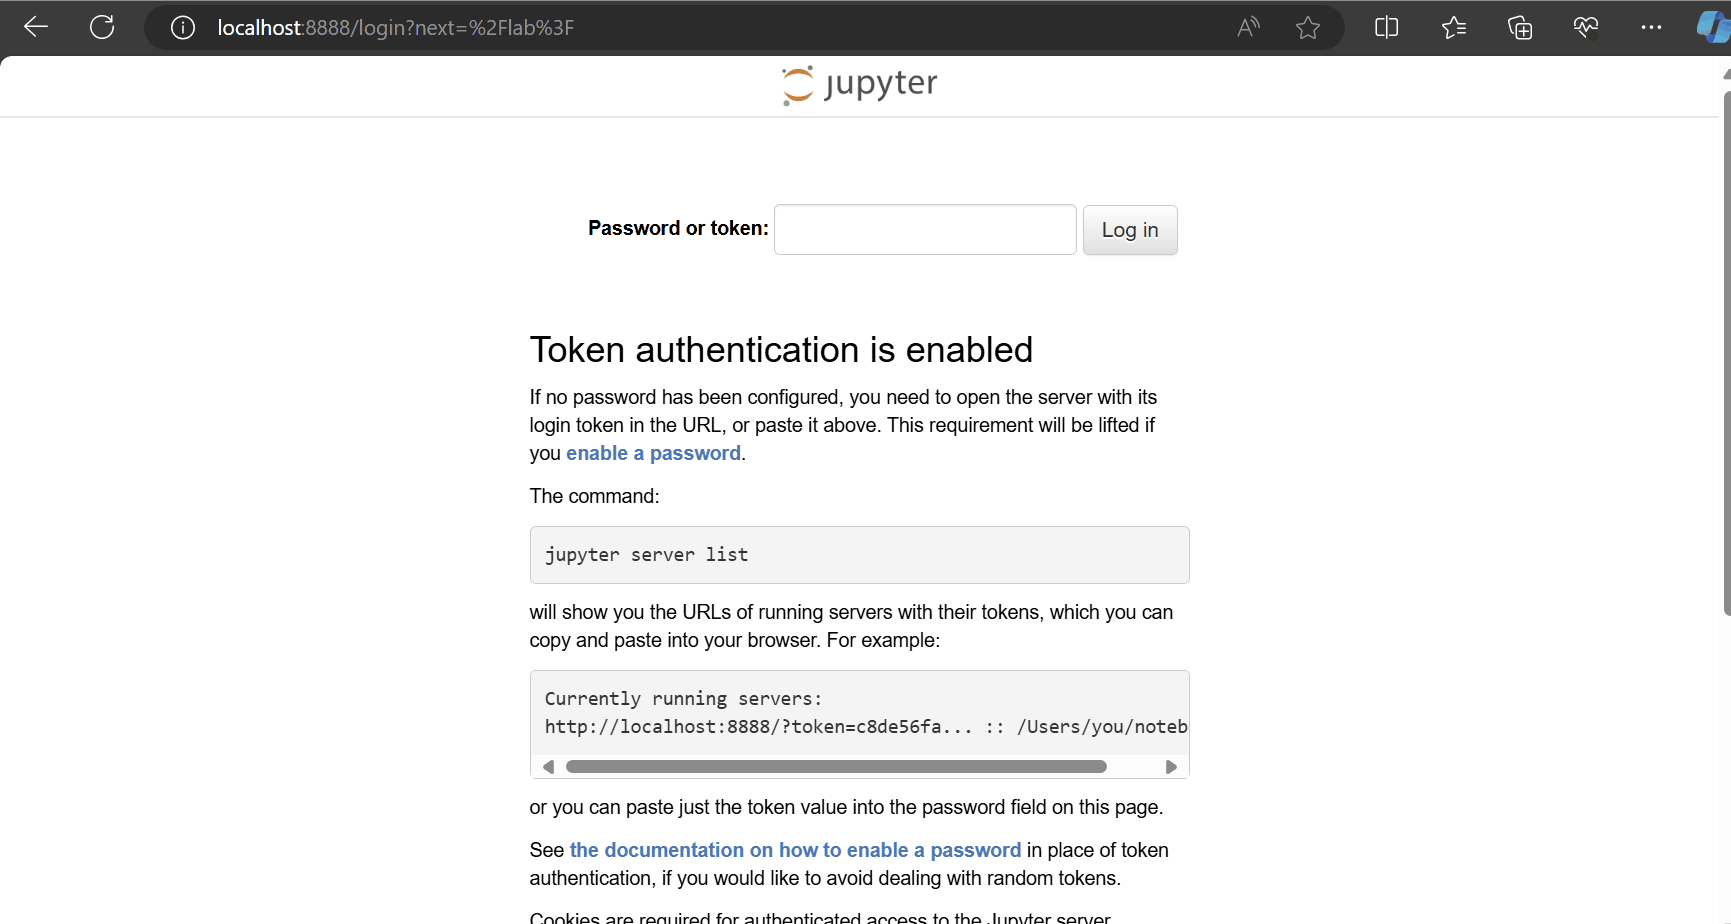 localhost:8888/login?next=%2Flab%3F
jupyter
Password or token:
Log in
Token authentication is enabled
If no password has been configured, you need to open the server with its
login token in the URL, or paste it above. This requirement will be lifted if
you enable a password.
The command:
jupyter server list
will show you the URLs of running servers with their tokens, which you can
copy and paste into your browser. For example:
Currently running servers:
http://localhost:8888/?token=c8de56fa... :: /Users/you/noteb
or you can paste just the token value into the password field on this page.
See the documentation on how to enable a password in place of token
authentication, if you would like to avoid dealing with random tokens.
Cookies are required for authenticated access to the Jupyter server